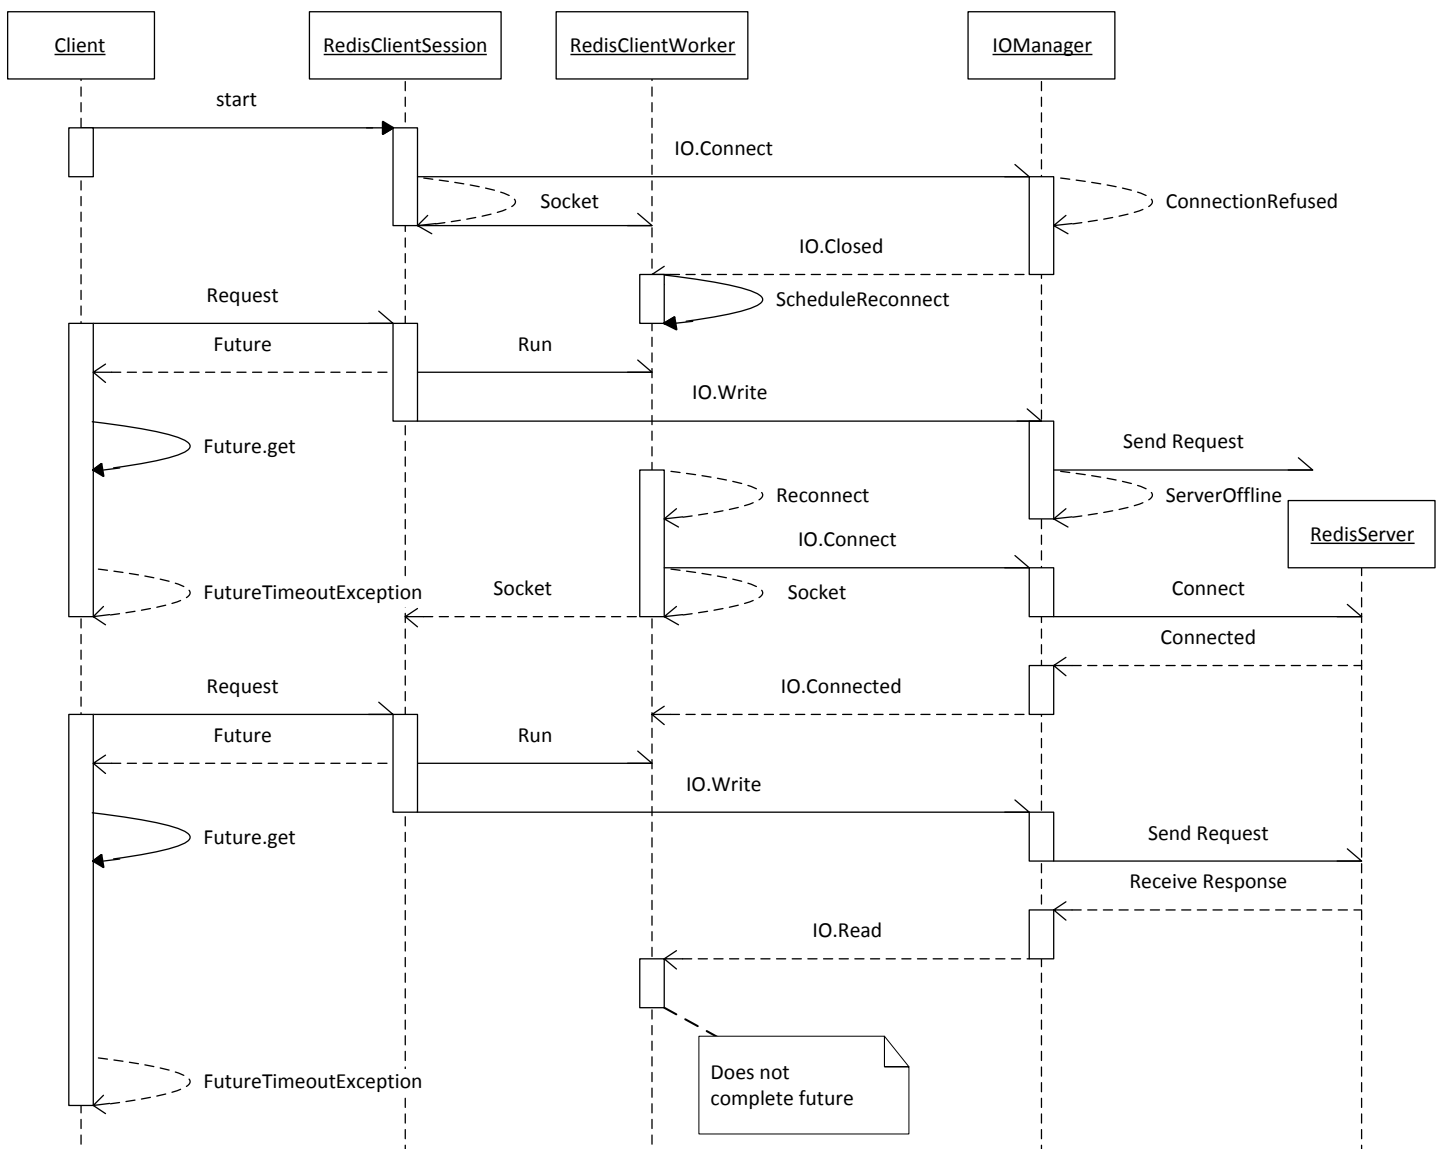 Client
RedisClientSession
RedisClientWorker
IOManager
start
IO.Connect
Socket
ConnectionRefused
IO.Closed
Request
ScheduleReconnect
Future
Run
IO.Write
Future.get
Send Request
Reconnect
ServerOffline
RedisServer
IO.Connect
FutureTimeoutException
Socket
Socket
Connect
Connected
Request
IO.Connected
Future
Run
IO.Write
Future.get
Send Request
Receive Response
IO.Read
Does not
complete future
FutureTimeoutException